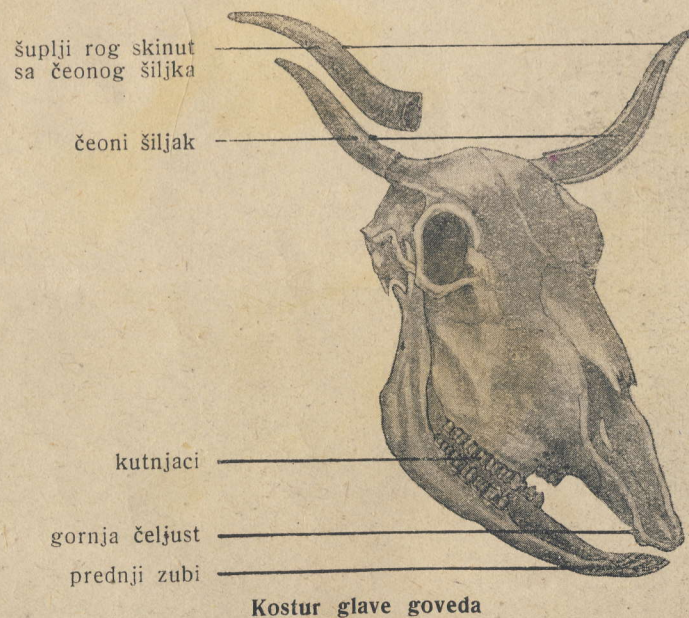 šuplji rog skinut
sa čeonog šiljka
čeoni šiljak
kutnjaci
gornja čeljust
prednji zubi
Kostur glave goveda